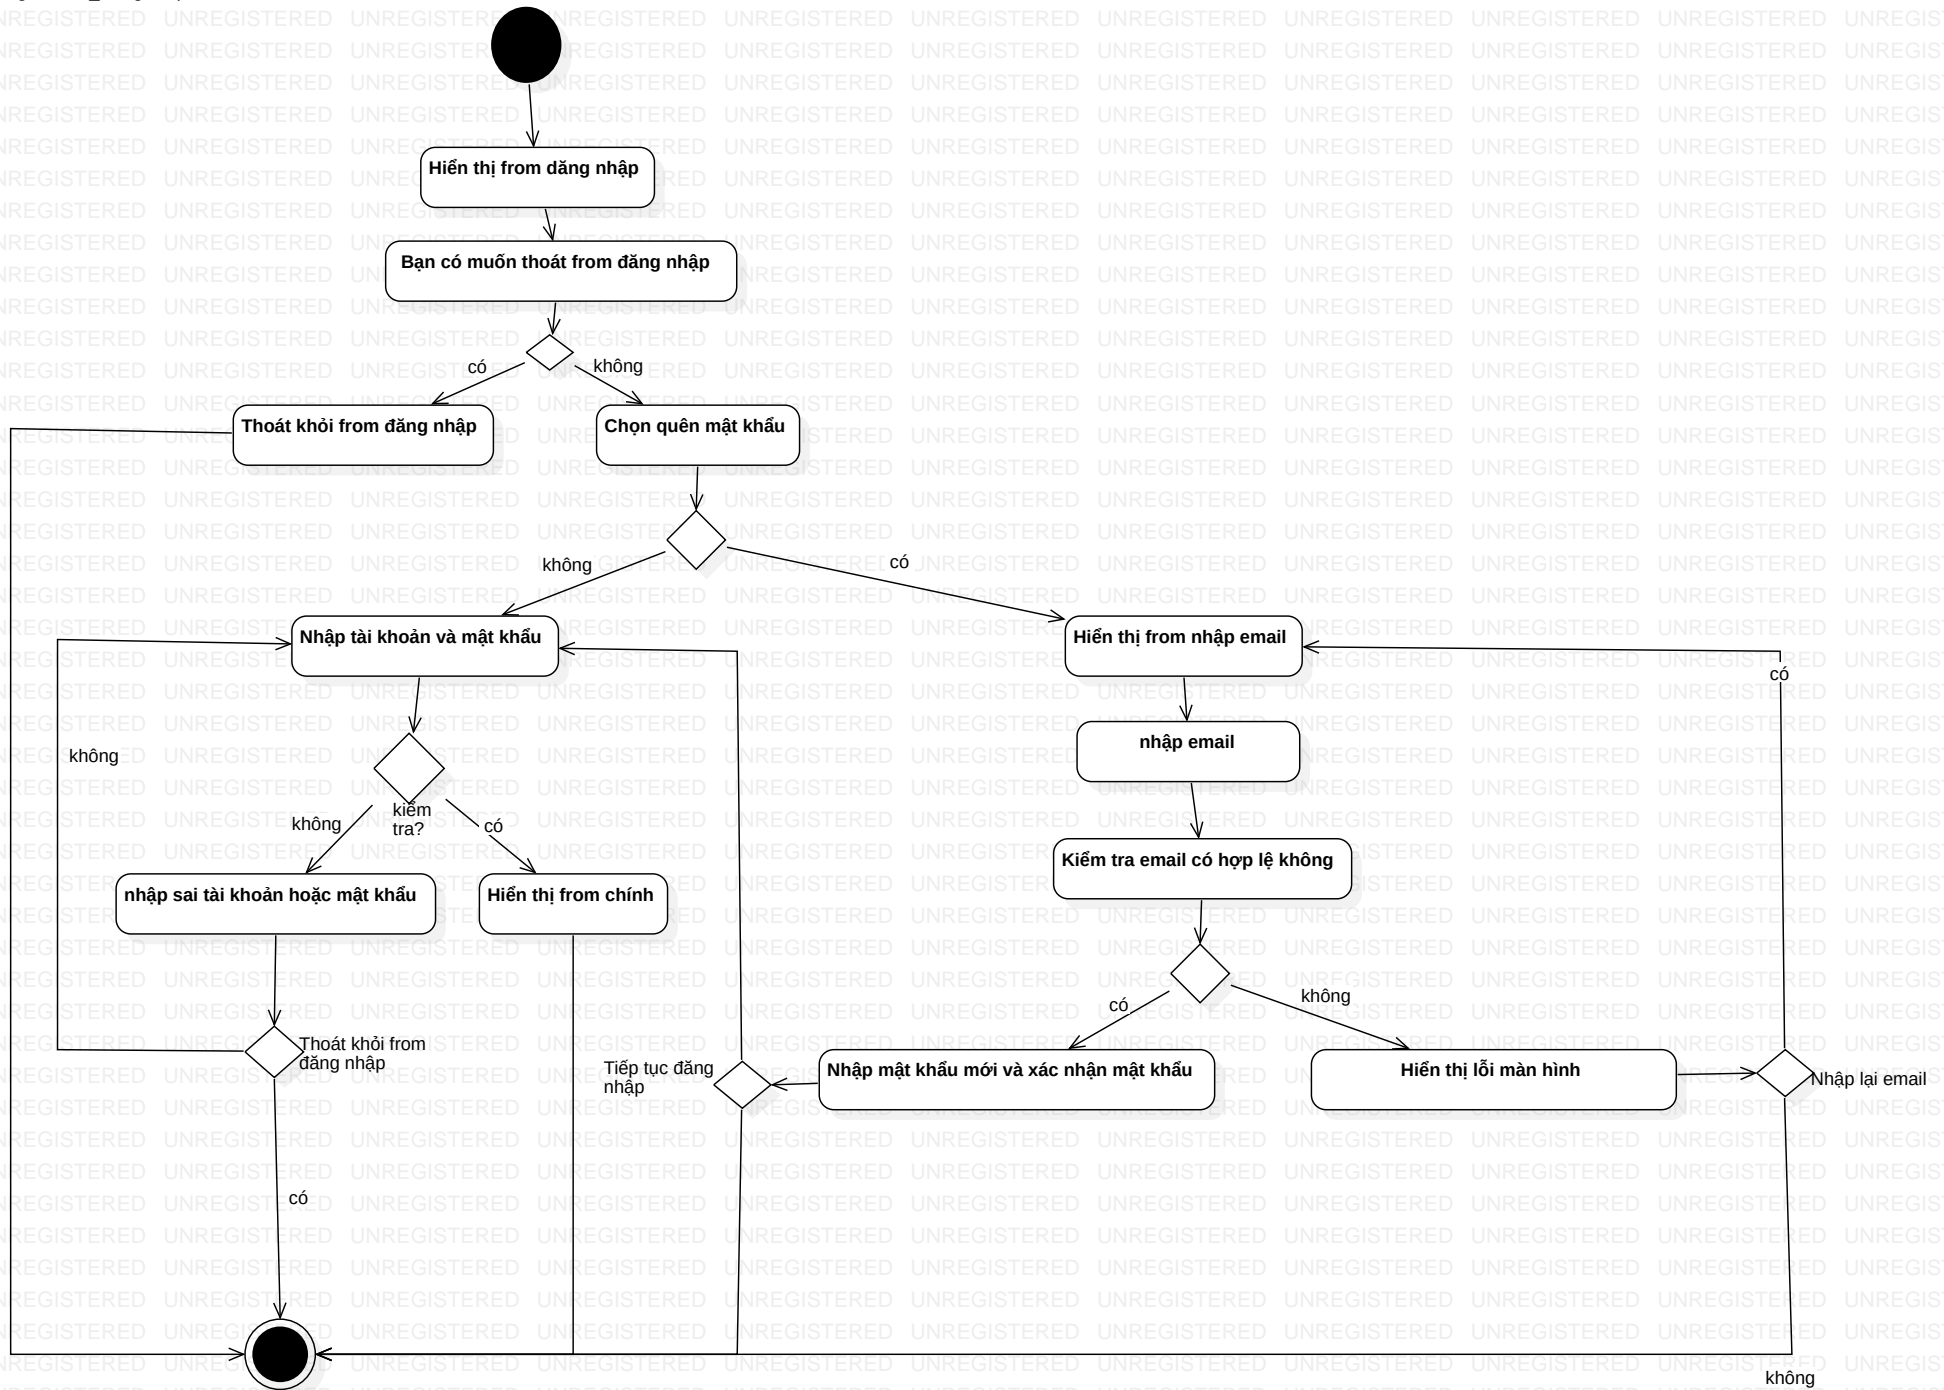 Hiển thị from dăng nhập
Bạn có muốn thoát from đăng nhập
có
không
Thoát khỏi from đăng nhập
Chọn quên mật khẩu
không
có
Nhập tài khoản và mật khẩu
Hiển thị from nhập email
có
nhập email
không
kiểm
tra?
không
có
Kiểm tra email có hợp lệ không
nhập sai tài khoản hoặc mật khẩu
Hiển thị from chính
có
không
Thoát khỏi from
đăng nhập
Tiếp tục đăng
nhập
Nhập mật khẩu mới và xác nhận mật khẩu
Hiển thị lỗi màn hình
Nhập lại email
có
không
UNREGISTERED